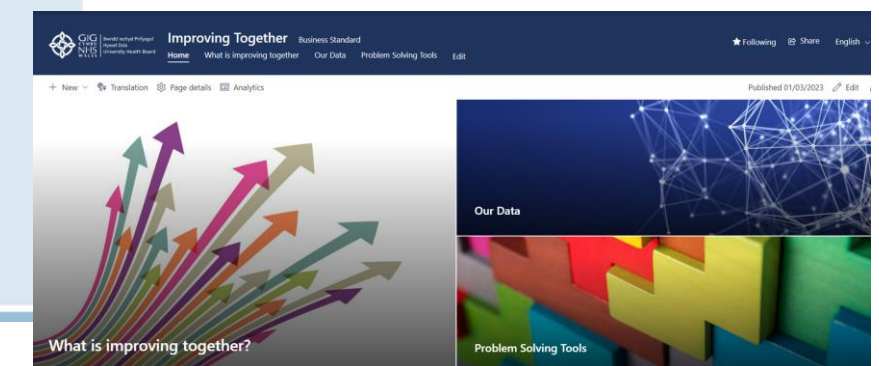 GIG
CYMRU
NHS
WALES
Bwrdd Iechyd Prifysgol
Hywel Dda
University Health Board
Improving Together Business Standard
Home What is improving together Our Data Problem Solving Tools Edit
Following Share English
New Translation Page details Analytics
Published 01/03/2023 Edit
Our Data
What is improving together?
Problem Solving Tools